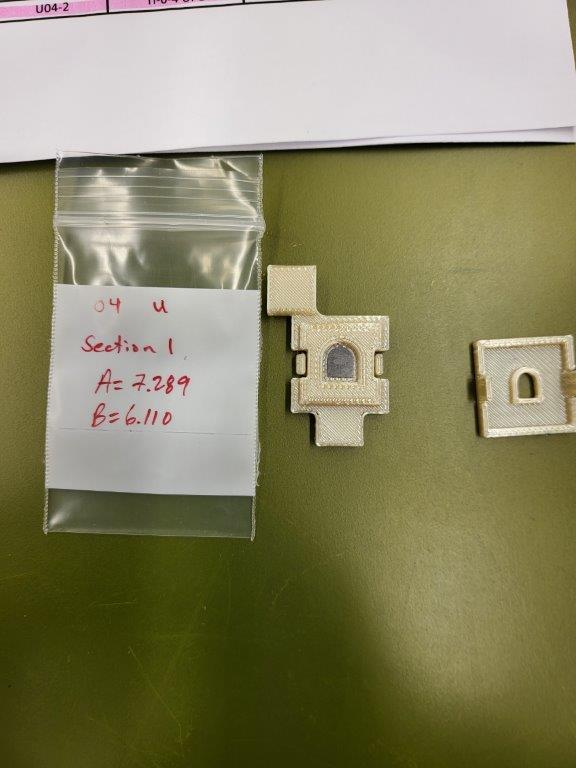 U04-2
04 U
Section 1
A= 7.289
B= 6.110